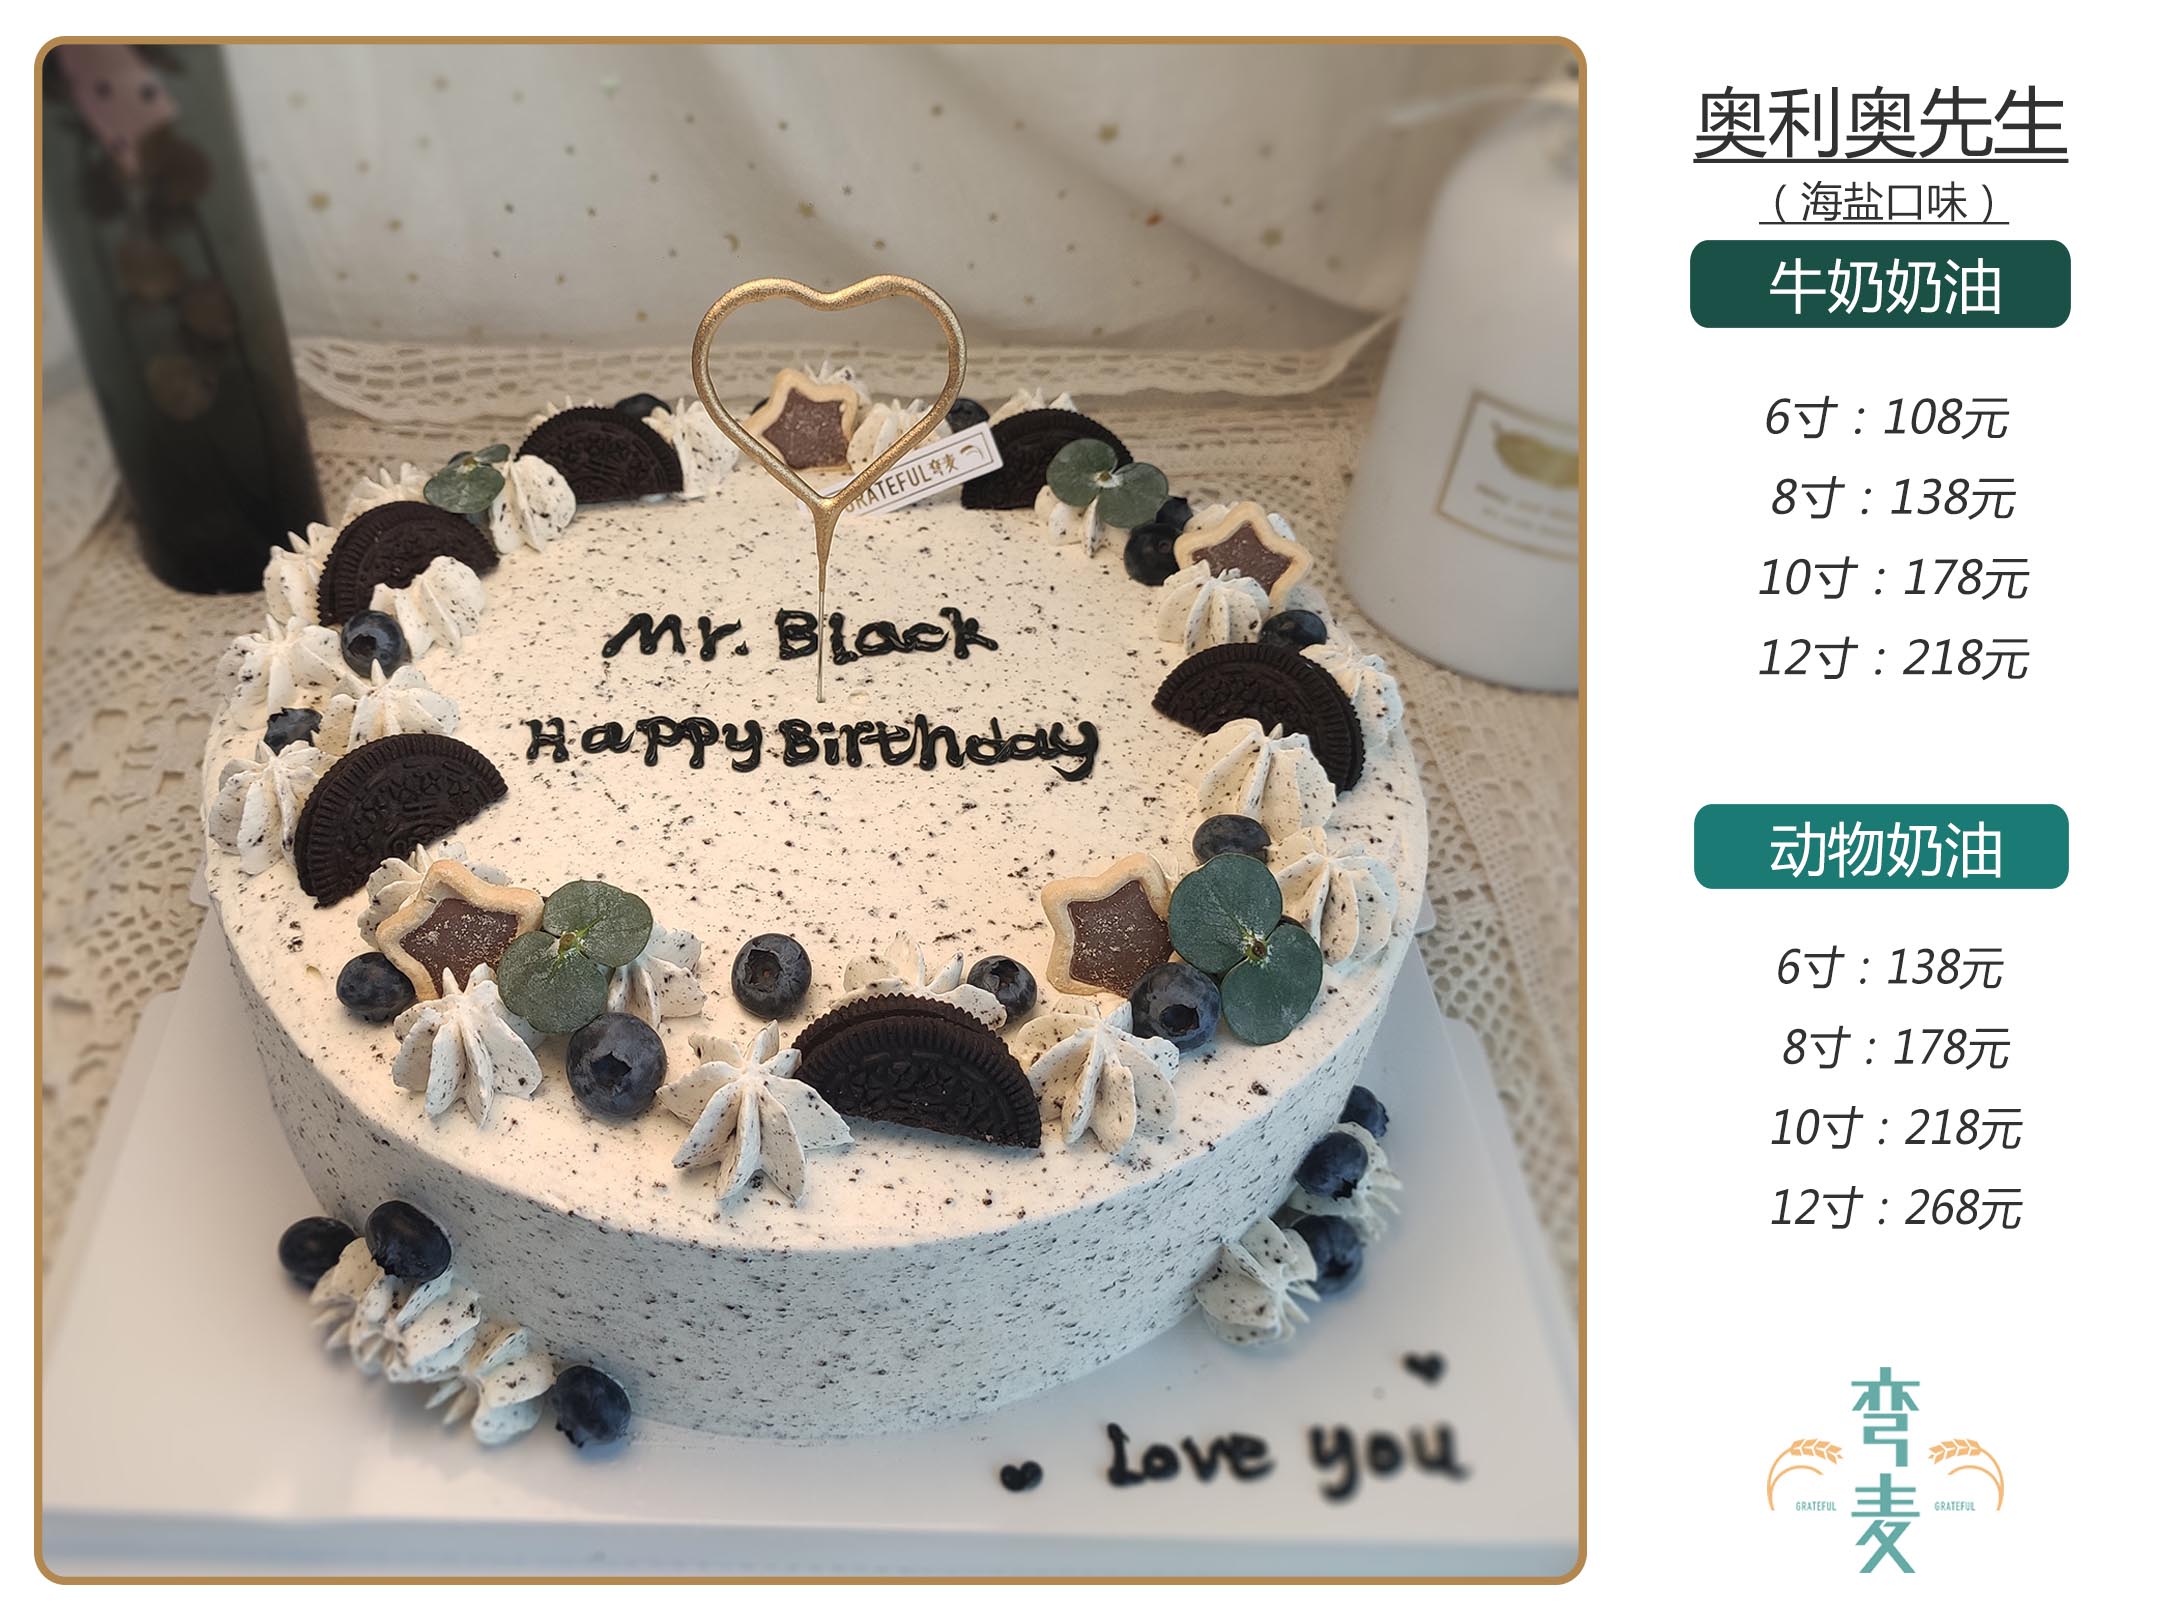 奥利奥先生
（海盐口味）
牛奶奶油
6寸：108元
8寸：138元
10寸：178元
12寸：218元
动物奶油
6寸：138元
8寸：178元
10寸：218元
12寸：268元
弯麦
GRATEFUL GRATEFUL
GRATEFUL 弯麦
Mr. Black
Happy Birthday
Love you